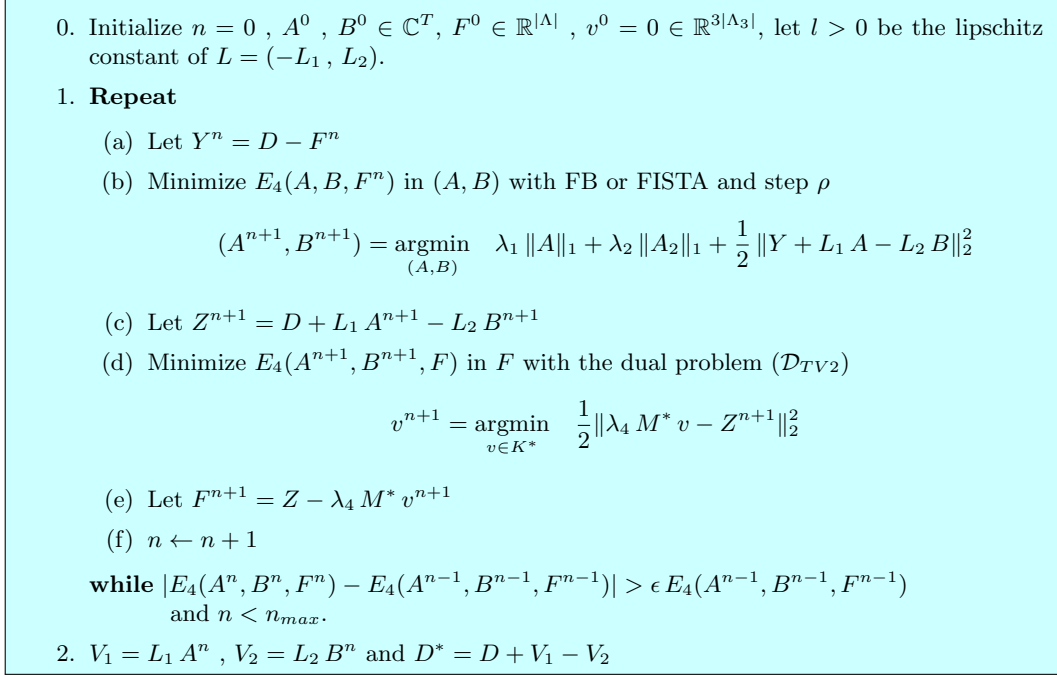 0. Initialize n = 0 , A^0 , B^0 ∈ ℂ^T, F^0 ∈ ℝ^{|Λ|} , v^0 = 0 ∈ ℝ^{3|Λ_3|}, let l > 0 be the lipschitz
constant of L = (−L_1 , L_2).
1. Repeat
(a) Let Y^n = D − F^n
(b) Minimize E_4(A, B, F^n) in (A, B) with FB or FISTA and step ρ
(A^{n+1}, B^{n+1}) = argmin_{(A,B)} λ_1 ‖A‖_1 + λ_2 ‖A_2‖_1 + \frac{1}{2} ‖Y + L_1 A − L_2 B‖_2^2
(c) Let Z^{n+1} = D + L_1 A^{n+1} − L_2 B^{n+1}
(d) Minimize E_4(A^{n+1}, B^{n+1}, F) in F with the dual problem (𝒟_{TV2})
v^{n+1} = argmin_{v∈K^*} \frac{1}{2} ‖λ_4 M^* v − Z^{n+1}‖_2^2
(e) Let F^{n+1} = Z − λ_4 M^* v^{n+1}
(f) n ← n + 1
while |E_4(A^n, B^n, F^n) − E_4(A^{n−1}, B^{n−1}, F^{n−1})| > ϵ E_4(A^{n−1}, B^{n−1}, F^{n−1})
and n < n_{max}.
2. V_1 = L_1 A^n , V_2 = L_2 B^n and D^* = D + V_1 − V_2